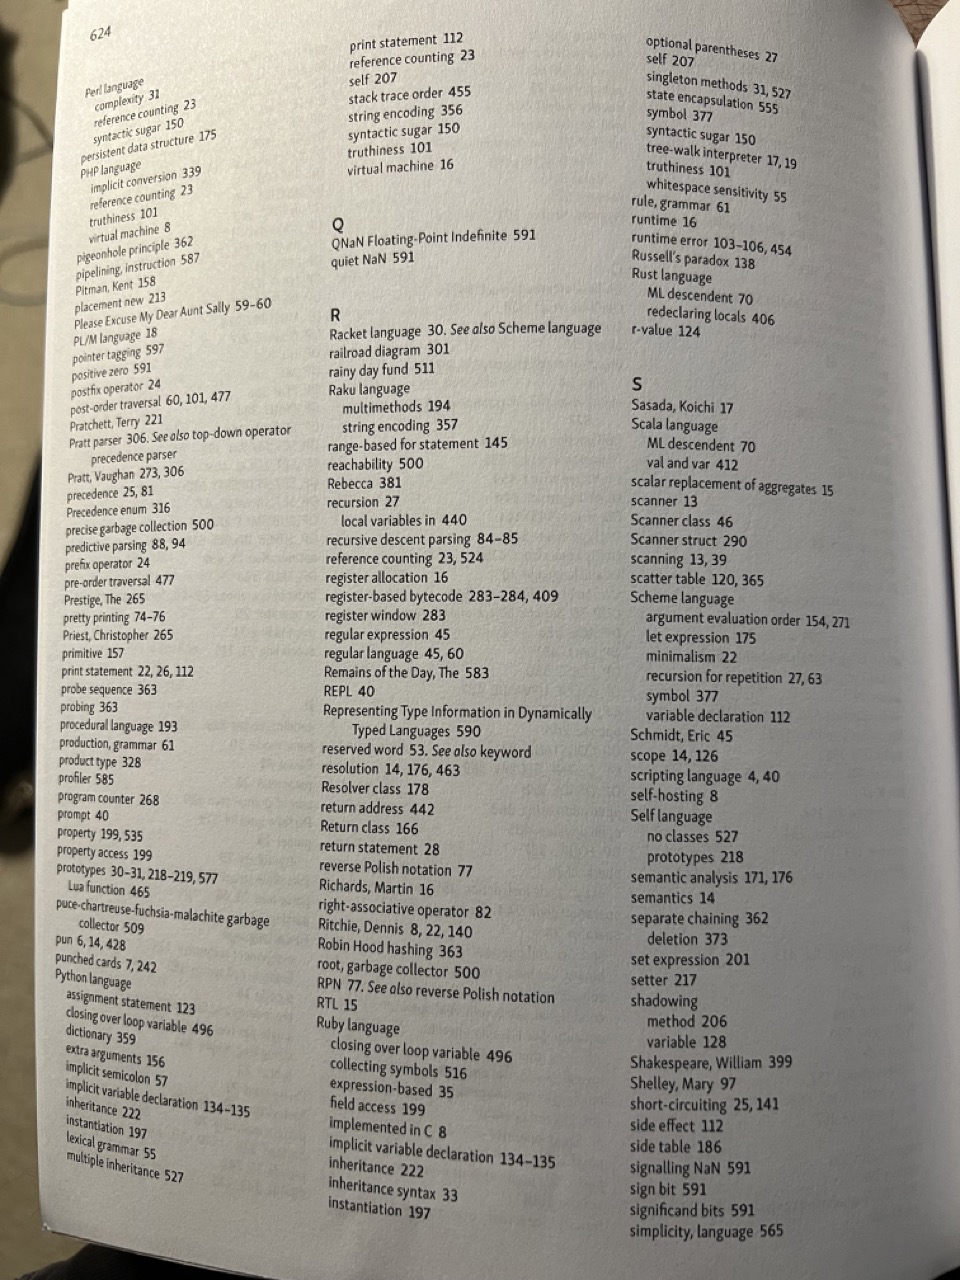 624
Perl language
complexity 31
reference counting 23
syntactic sugar 150
persistent data structure 175
PHP language
implicit conversion 339
reference counting 23
truthiness 101
virtual machine 8
pigeonhole principle 362
pipelining, instruction 587
Pitman, Kent 158
placement new 213
Please Excuse My Dear Aunt Sally 59–60
PL/M language 18
pointer tagging 597
positive zero 591
postfix operator 24
post-order traversal 60, 101, 477
Pratchett, Terry 221
Pratt parser 306. See also top-down operator
precedence parser
Pratt, Vaughan 273, 306
precedence 25, 81
Precedence enum 316
precise garbage collection 500
predictive parsing 88, 94
prefix operator 24
pre-order traversal 477
Prestige, The 265
pretty printing 74–76
Priest, Christopher 265
primitive 157
print statement 22, 26, 112
probe sequence 363
probing 363
procedural language 193
production, grammar 61
product type 328
profiler 585
program counter 268
prompt 40
property 199, 535
property access 199
prototypes 30–31, 218–219, 577
Lua function 465
puce-chartreuse-fuchsia-malachite garbage
collector 509
pun 6, 14, 428
punched cards 7, 242
Python language
assignment statement 123
closing over loop variable 496
dictionary 359
extra arguments 156
implicit semicolon 57
implicit variable declaration 134–135
inheritance 222
instantiation 197
lexical grammar 55
multiple inheritance 527
print statement 112
reference counting 23
self 207
stack trace order 455
string encoding 356
syntactic sugar 150
truthiness 101
virtual machine 16
Q
QNaN Floating-Point Indefinite 591
quiet NaN 591
R
Racket language 30. See also Scheme language
railroad diagram 301
rainy day fund 511
Raku language
multimethods 194
string encoding 357
range-based for statement 145
reachability 500
Rebecca 381
recursion 27
local variables in 440
recursive descent parsing 84–85
reference counting 23, 524
register allocation 16
register-based bytecode 283–284, 409
register window 283
regular expression 45
regular language 45, 60
Remains of the Day, The 583
REPL 40
Representing Type Information in Dynamically
Typed Languages 590
reserved word 53. See also keyword
resolution 14, 176, 463
Resolver class 178
return address 442
Return class 166
return statement 28
reverse Polish notation 77
Richards, Martin 16
right-associative operator 82
Ritchie, Dennis 8, 22, 140
Robin Hood hashing 363
root, garbage collector 500
RPN 77. See also reverse Polish notation
RTL 15
Ruby language
closing over loop variable 496
collecting symbols 516
expression-based 35
field access 199
implemented in C 8
implicit variable declaration 134–135
inheritance 222
inheritance syntax 33
instantiation 197
optional parentheses 27
self 207
singleton methods 31, 527
state encapsulation 555
symbol 377
syntactic sugar 150
tree-walk interpreter 17, 19
truthiness 101
whitespace sensitivity 55
rule, grammar 61
runtime 16
runtime error 103–106, 454
Russell's paradox 138
Rust language
ML descendent 70
redeclaring locals 406
r-value 124
S
Sasada, Koichi 17
Scala language
ML descendent 70
val and var 412
scalar replacement of aggregates 15
scanner 13
Scanner class 46
Scanner struct 290
scanning 13, 39
scatter table 120, 365
Scheme language
argument evaluation order 154, 271
let expression 175
minimalism 22
recursion for repetition 27, 63
symbol 377
variable declaration 112
Schmidt, Eric 45
scope 14, 126
scripting language 4, 40
self-hosting 8
Self language
no classes 527
prototypes 218
semantic analysis 171, 176
semantics 14
separate chaining 362
deletion 373
set expression 201
setter 217
shadowing
method 206
variable 128
Shakespeare, William 399
Shelley, Mary 97
short-circuiting 25, 141
side effect 112
side table 186
signalling NaN 591
sign bit 591
significand bits 591
simplicity, language 565